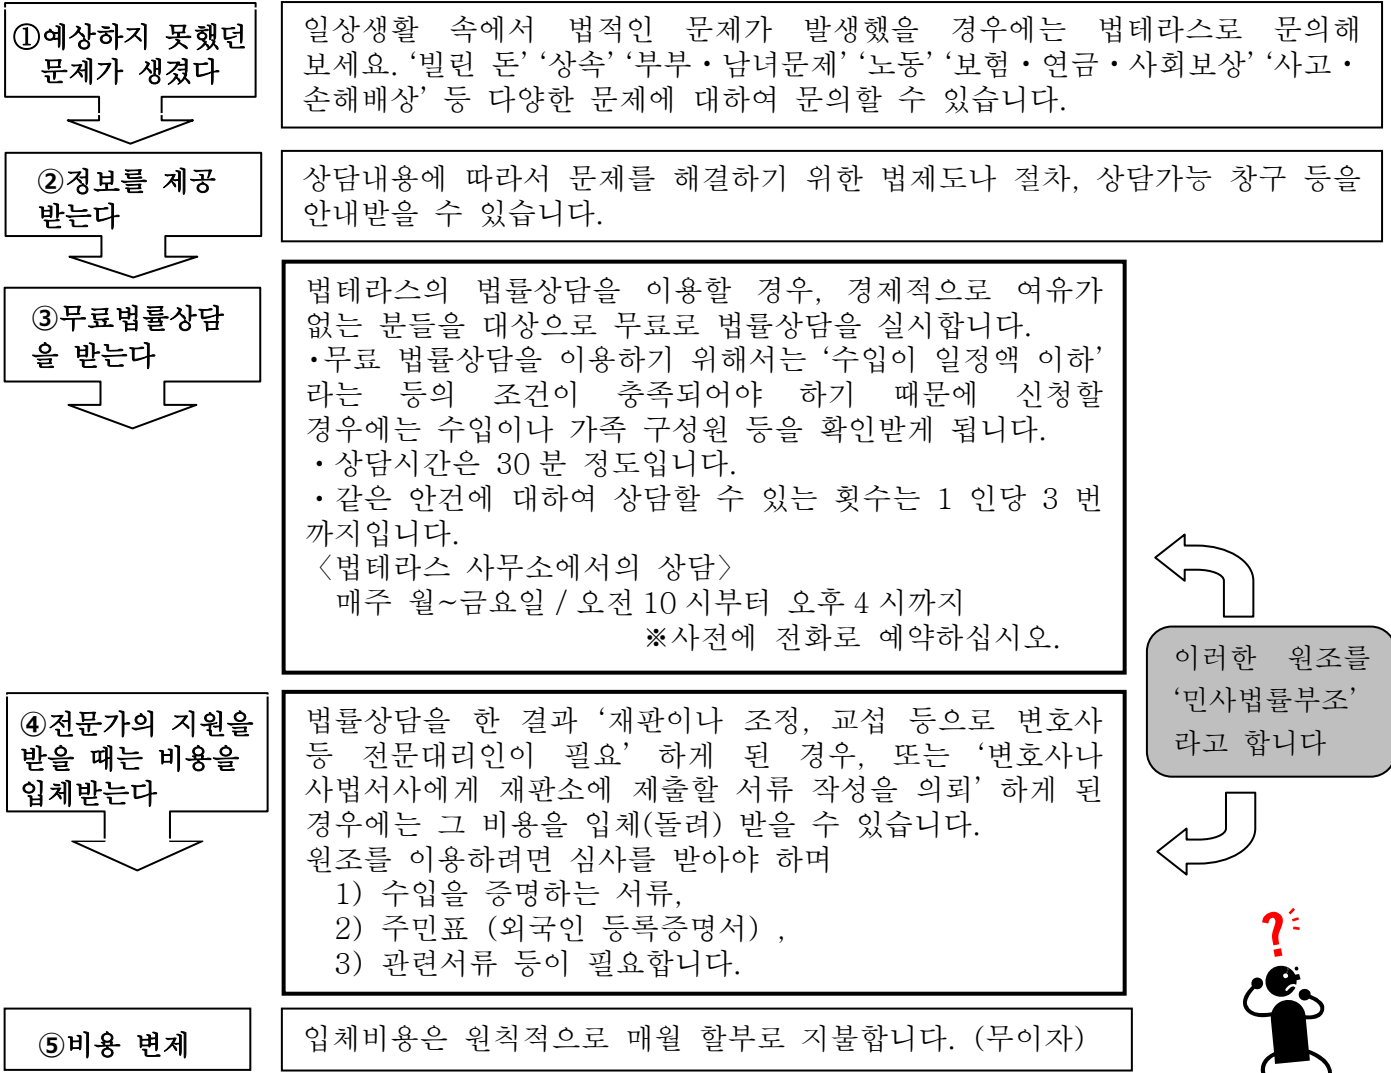 ①예상하지 못했던
문제가 생겼다
일상생활 속에서 법적인 문제가 발생했을 경우에는 법테라스로 문의해
보세요. ‘빌린 돈’ ‘상속’ ‘부부・남녀문제’ ‘노동’ ‘보험・연금・사회보상’ ‘사고・
손해배상’ 등 다양한 문제에 대하여 문의할 수 있습니다.
②정보를 제공
받는다
상담내용에 따라서 문제를 해결하기 위한 법제도나 절차, 상담가능 창구 등을
안내받을 수 있습니다.
③무료법률상담
을 받는다
법테라스의 법률상담을 이용할 경우, 경제적으로 여유가
없는 분들을 대상으로 무료로 법률상담을 실시합니다.
・무료 법률상담을 이용하기 위해서는 ‘수입이 일정액 이하’
라는 등의 조건이 충족되어야 하기 때문에 신청할
경우에는 수입이나 가족 구성원 등을 확인받게 됩니다.
・상담시간은 30 분 정도입니다.
・같은 안건에 대하여 상담할 수 있는 횟수는 1 인당 3 번
까지입니다.
〈법테라스 사무소에서의 상담〉
매주 월~금요일 / 오전 10 시부터 오후 4 시까지
※사전에 전화로 예약하십시오.
이러한 원조를
‘민사법률부조’
라고 합니다
④전문가의 지원을
받을 때는 비용을
입체받는다
법률상담을 한 결과 ‘재판이나 조정, 교섭 등으로 변호사
등 전문대리인이 필요’ 하게 된 경우, 또는 ‘변호사나
사법서사에게 재판소에 제출할 서류 작성을 의뢰’ 하게 된
경우에는 그 비용을 입체(돌려) 받을 수 있습니다.
원조를 이용하려면 심사를 받아야 하며
1) 수입을 증명하는 서류,
2) 주민표 (외국인 등록증명서) ,
3) 관련서류 등이 필요합니다.
?
⑤비용 변제
입체비용은 원칙적으로 매월 할부로 지불합니다. (무이자)